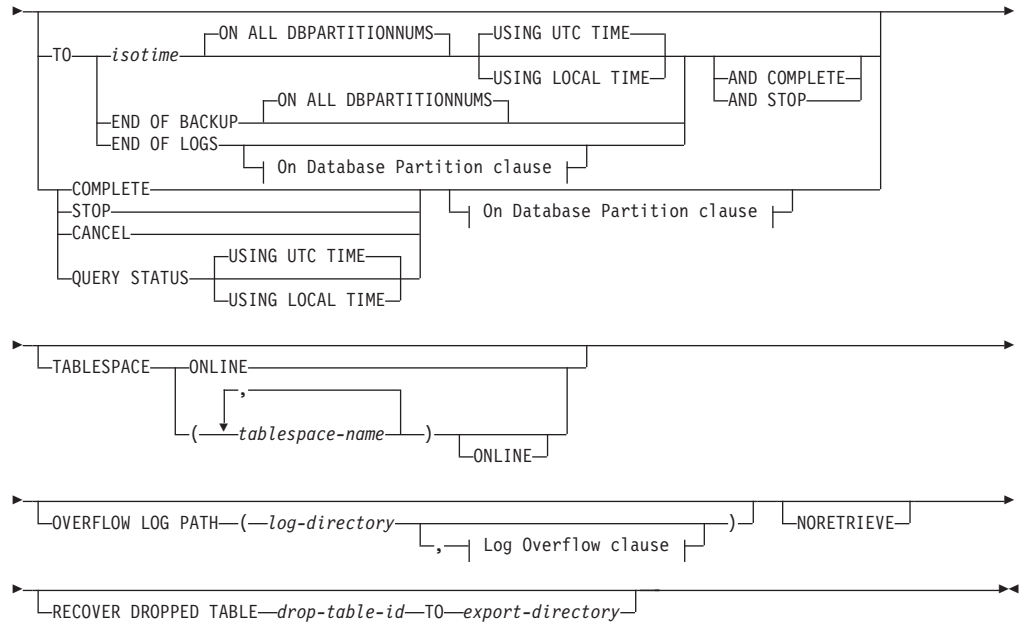 ON ALL DBPARTITIONNUMS USING UTC TIME
TO isotime
USING LOCAL TIME AND COMPLETE
ON ALL DBPARTITIONNUMS AND STOP
END OF BACKUP
END OF LOGS
On Database Partition clause
COMPLETE
STOP On Database Partition clause
CANCEL
USING UTC TIME
QUERY STATUS
USING LOCAL TIME
TABLESPACE ONLINE
,
( tablespace-name )
ONLINE
OVERFLOW LOG PATH ( log-directory ) NORETRIEVE
, Log Overflow clause
RECOVER DROPPED TABLE drop-table-id TO export-directory